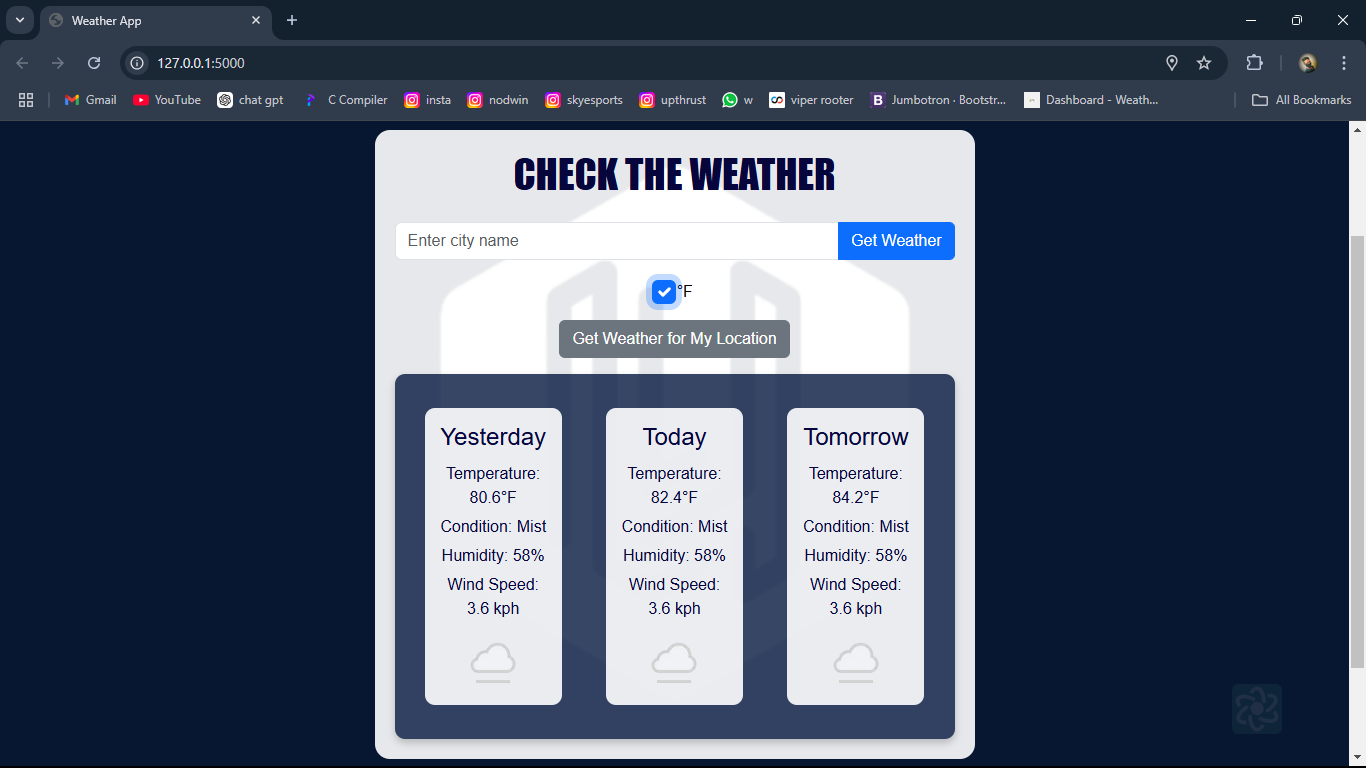 Weather App
127.0.0.1:5000
Gmail YouTube chat gpt C Compiler insta nodwin skyesports upthrust w viper rooter Jumbotron · Bootstr... Dashboard - Weath... All Bookmarks
CHECK THE WEATHER
Enter city name Get Weather
°F
Get Weather for My Location
Yesterday
Temperature:
80.6°F
Condition: Mist
Humidity: 58%
Wind Speed:
3.6 kph
Today
Temperature:
82.4°F
Condition: Mist
Humidity: 58%
Wind Speed:
3.6 kph
Tomorrow
Temperature:
84.2°F
Condition: Mist
Humidity: 58%
Wind Speed:
3.6 kph